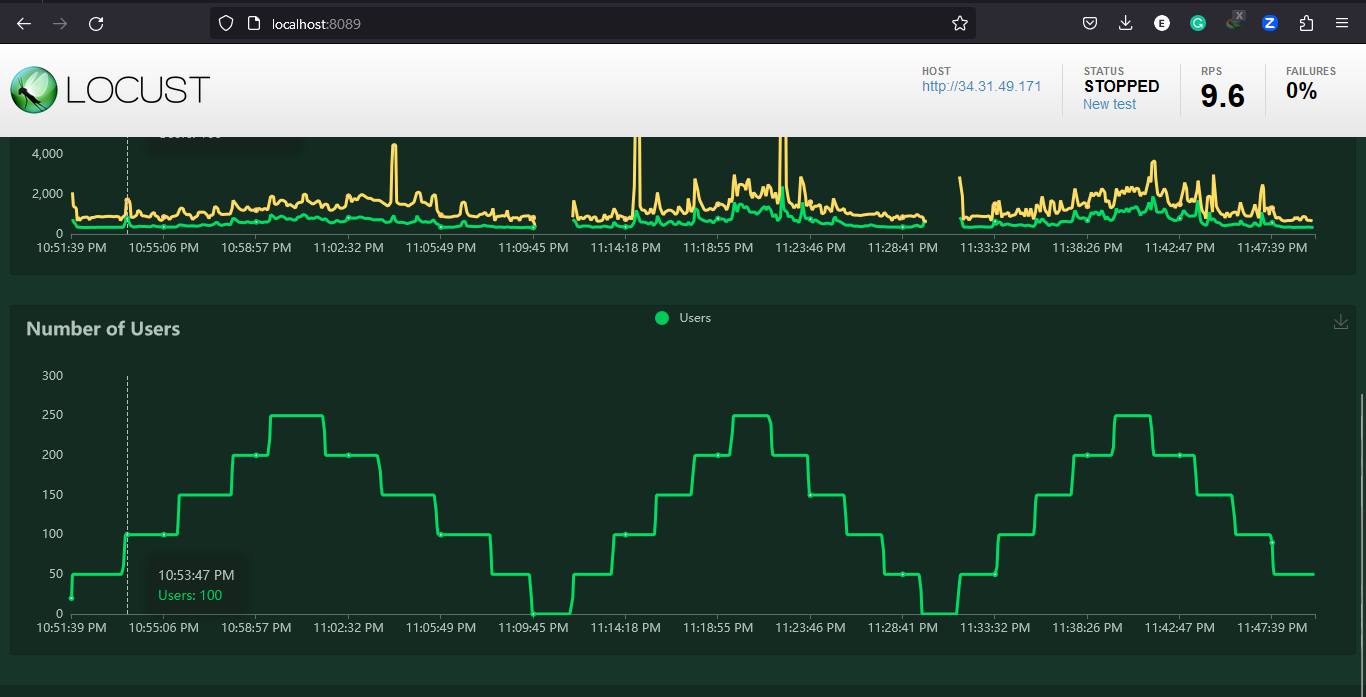 localhost:8089
E
G
X
Z
LOCUST
HOST
http://34.31.49.171
STATUS
STOPPED
New test
RPS
9.6
FAILURES
0%
4,000
2,000
0
10:51:39 PM 10:55:06 PM 10:58:57 PM 11:02:32 PM 11:05:49 PM 11:09:45 PM 11:14:18 PM 11:18:55 PM 11:23:46 PM 11:28:41 PM 11:33:32 PM 11:38:26 PM 11:42:47 PM 11:47:39 PM
Number of Users
Users
300
250
200
150
100
50
0
10:53:47 PM
Users: 100
10:51:39 PM 10:55:06 PM 10:58:57 PM 11:02:32 PM 11:05:49 PM 11:09:45 PM 11:14:18 PM 11:18:55 PM 11:23:46 PM 11:28:41 PM 11:33:32 PM 11:38:26 PM 11:42:47 PM 11:47:39 PM